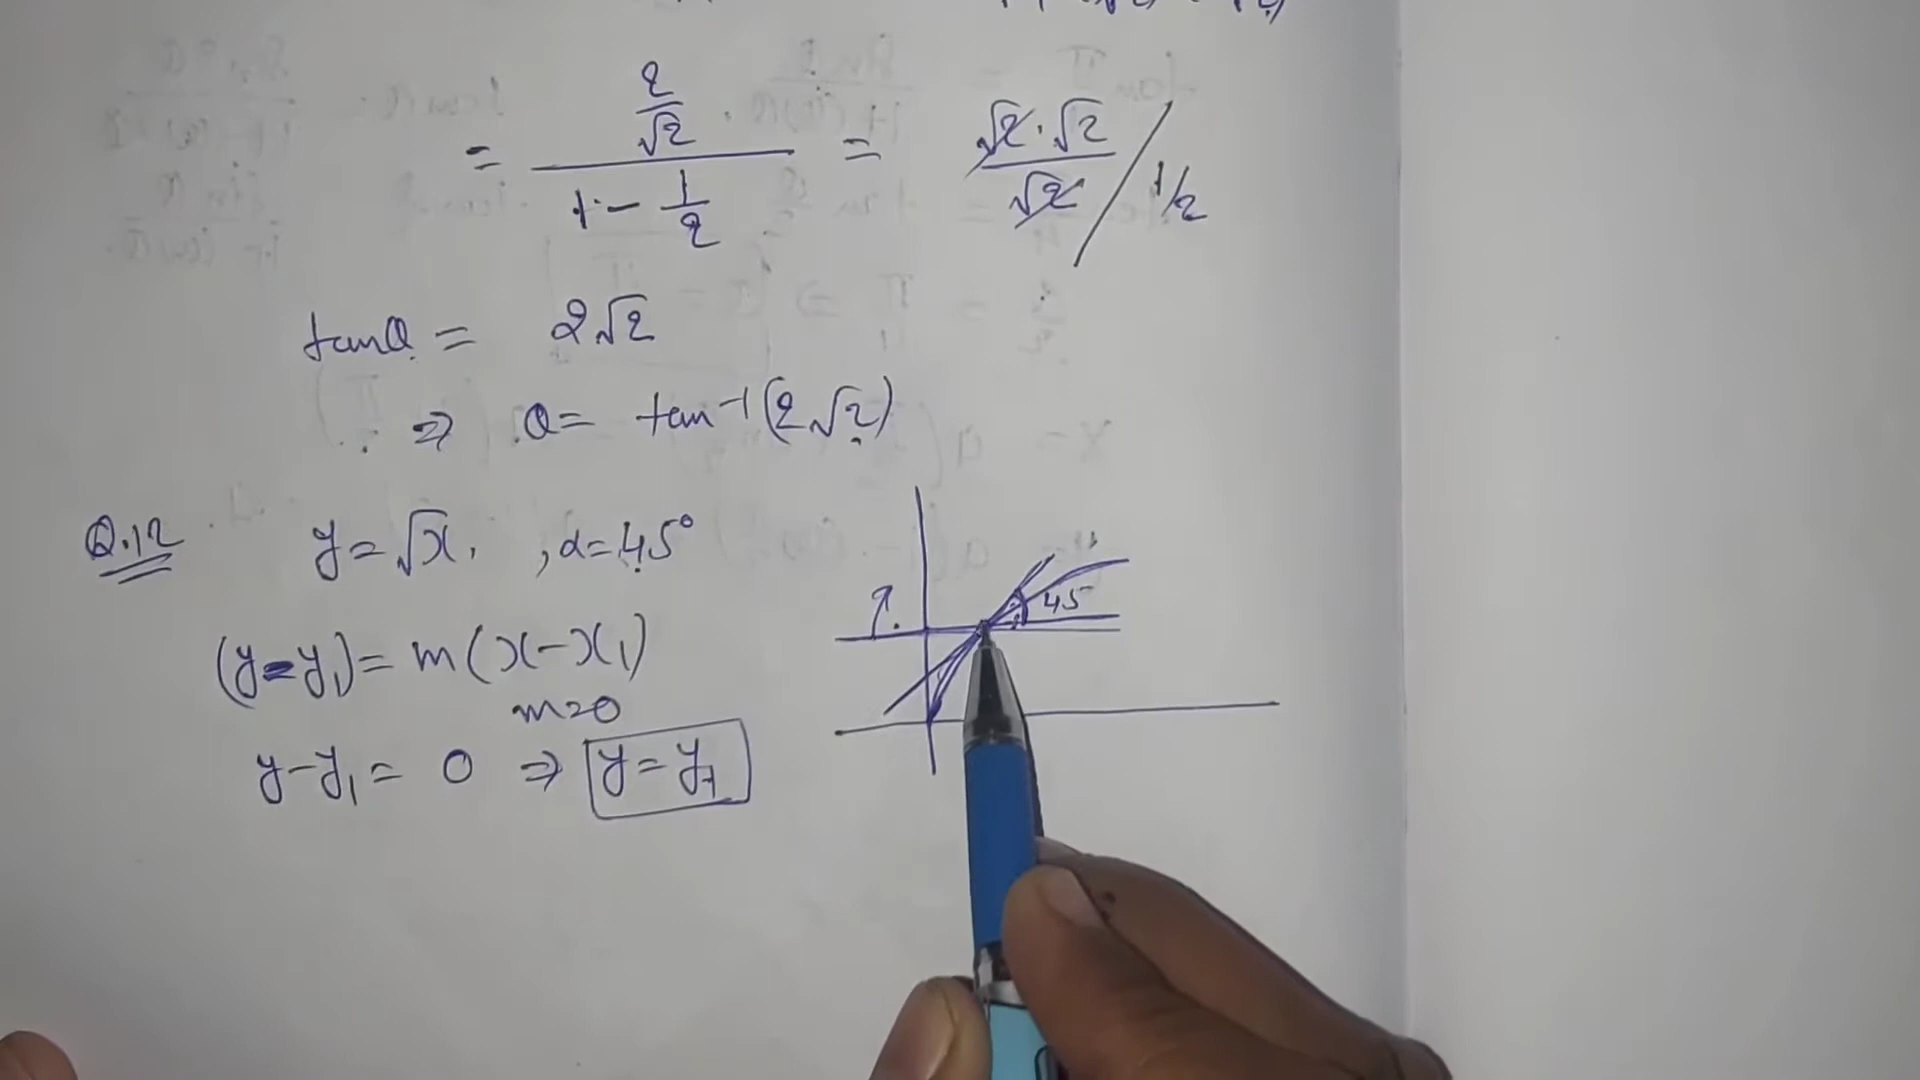 = 2/√2 / 1 - 1/2 = √2·√2 / √2 / 1/2
tanθ = 2√2
⇒ θ = tan⁻¹(2√2)
Q.12 y = √x, , α = 45°
45
(y-y₁) = m(x-x₁)
m=0
y-y₁ = 0 ⇒ y = y₁